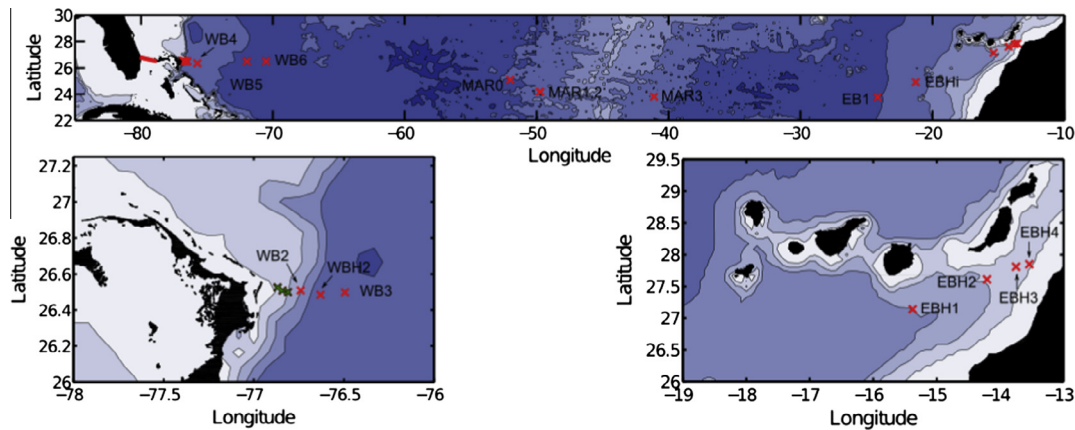 30
28
26
24
22
Latitude
WB4
WB5
WB6
MAR0
MAR1,2
MAR3
EB1
EBHi
−80 −70 −60 −50 −40 −30 −20 −10
Longitude
27.2
27
26.8
26.6
26.4
26.2
26
Latitude
WB2
WBH2
WB3
−78 −77.5 −77 −76.5 −76
Longitude
29.5
29
28.5
28
27.5
27
26.5
26
Latitude
EBH4
EBH2
EBH3
EBH1
−19 −18 −17 −16 −15 −14 −13
Longitude